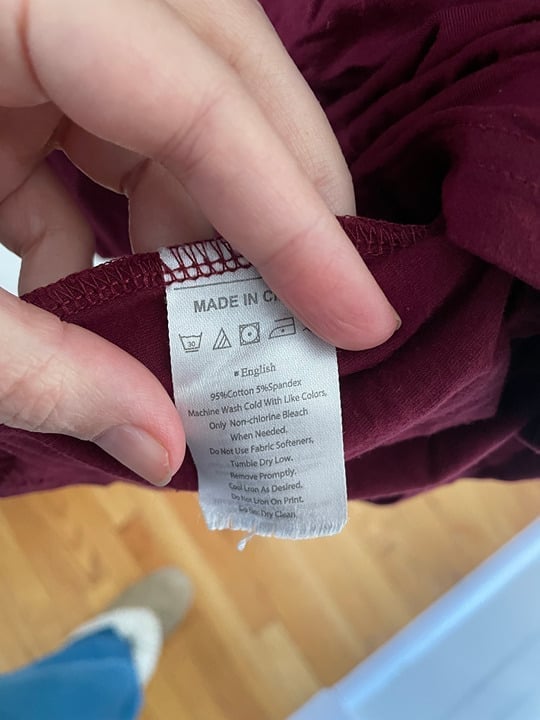 MADE IN
30
English
95%Cotton 5%Spandex
Machine Wash Cold With Like Colors,
Only Non-chlorine Bleach
When Needed,
Do Not Use Fabric Softeners,
Tumble Dry Low.
Remove Promptly.
Cool Lron As Desired.
Do Not Lron On Print.
Do Not Dry Clean.